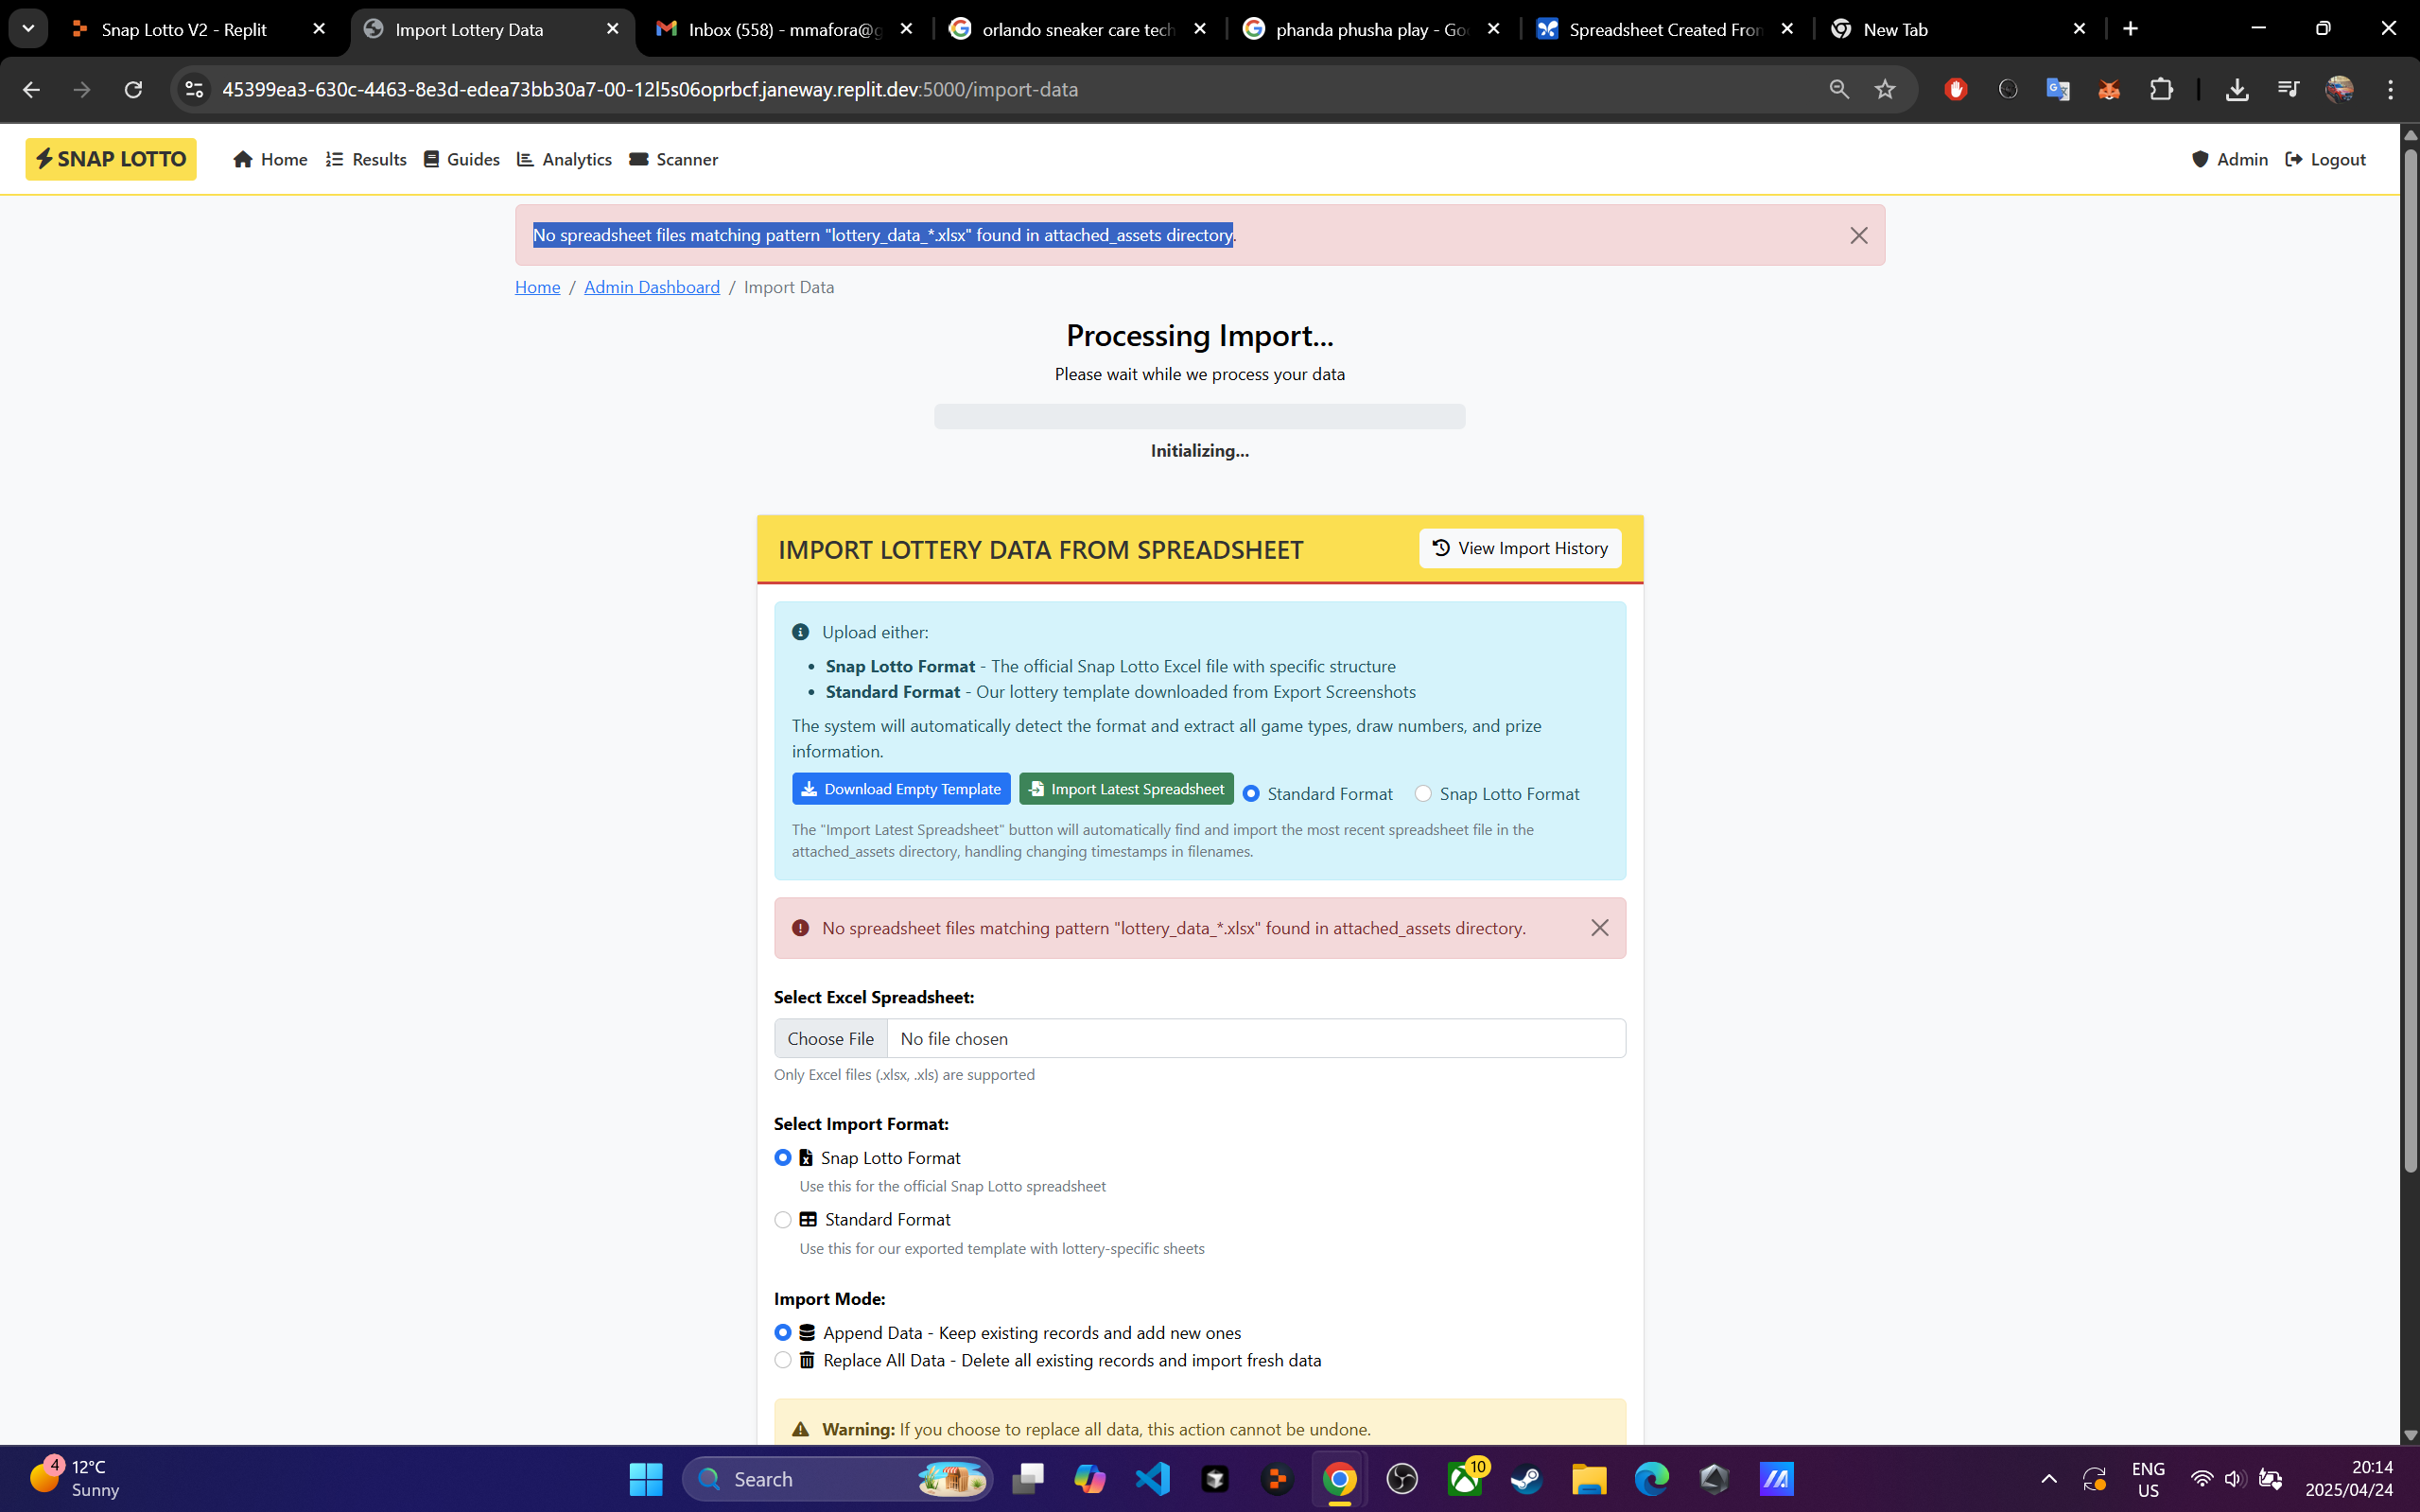 Snap Lotto V2 - Replit
Import Lottery Data
Inbox (558) - mmafora@g
orlando sneaker care tech
phanda phusha play - Goo
Spreadsheet Created From
New Tab
45399ea3-630c-4463-8e3d-edea73bb30a7-00-12l5s06oprbcf.janeway.replit.dev:5000/import-data
SNAP LOTTO
Home
Results
Guides
Analytics
Scanner
Admin
Logout
No spreadsheet files matching pattern "lottery_data_*.xlsx" found in attached_assets directory.
Home / Admin Dashboard / Import Data
Processing Import...
Please wait while we process your data
Initializing...
IMPORT LOTTERY DATA FROM SPREADSHEET
View Import History
Upload either:
• Snap Lotto Format - The official Snap Lotto Excel file with specific structure
• Standard Format - Our lottery template downloaded from Export Screenshots
The system will automatically detect the format and extract all game types, draw numbers, and prize
information.
Download Empty Template
Import Latest Spreadsheet
Standard Format
Snap Lotto Format
The "Import Latest Spreadsheet" button will automatically find and import the most recent spreadsheet file in the
attached_assets directory, handling changing timestamps in filenames.
No spreadsheet files matching pattern "lottery_data_*.xlsx" found in attached_assets directory.
Select Excel Spreadsheet:
Choose File
No file chosen
Only Excel files (.xlsx, .xls) are supported
Select Import Format:
Snap Lotto Format
Use this for the official Snap Lotto spreadsheet
Standard Format
Use this for our exported template with lottery-specific sheets
Import Mode:
Append Data - Keep existing records and add new ones
Replace All Data - Delete all existing records and import fresh data
Warning: If you choose to replace all data, this action cannot be undone.
4
12°C
Sunny
Search
10
ENG
US
20:14
2025/04/24